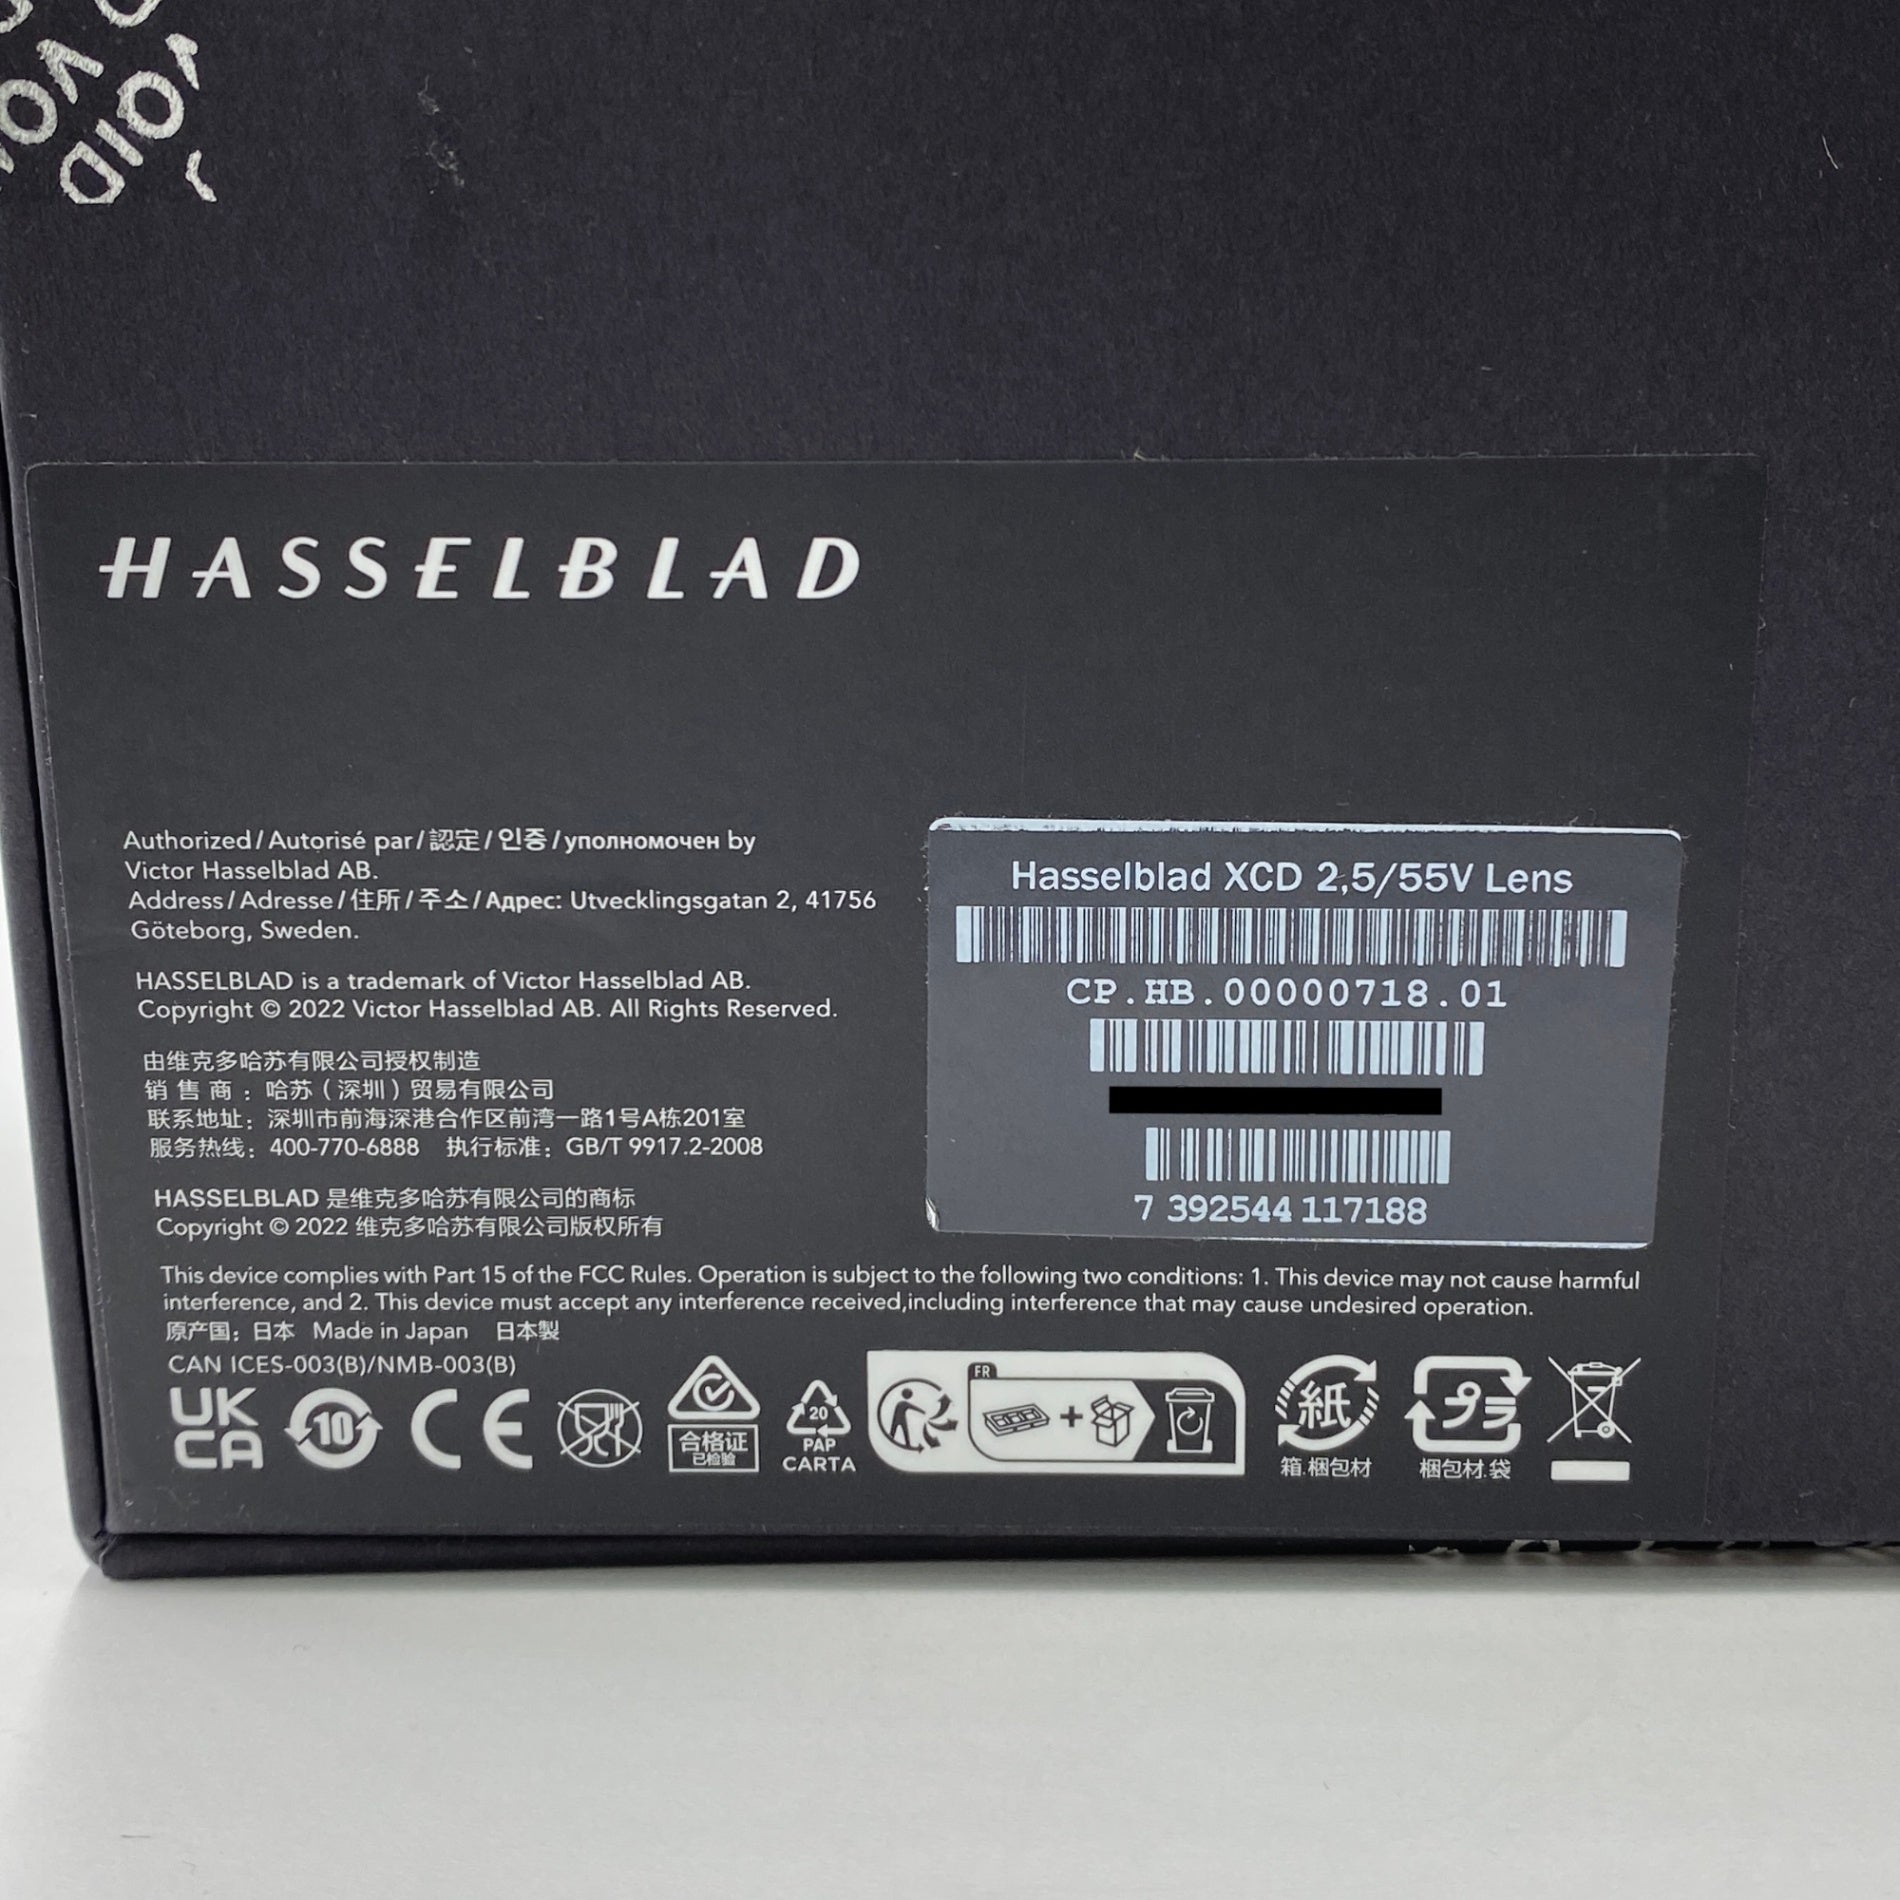 VOID
VOID
HASSELBLAD
Authorized/Autorisé par/認定/인증/уполномочен by
Victor Hasselblad AB.
Address/Adresse/住所/주소/Адрес: Utvecklingsgatan 2, 41756
Göteborg, Sweden.
HASSELBLAD is a trademark of Victor Hasselblad AB.
Copyright © 2022 Victor Hasselblad AB. All Rights Reserved.
由维克多哈苏有限公司授权制造
销 售 商 ：哈苏（深圳）贸易有限公司
联系地址：深圳市前海深港合作区前湾一路1号A栋201室
服务热线：400-770-6888 执行标准：GB/T 9917.2-2008
HASSELBLAD 是维克多哈苏有限公司的商标
Copyright © 2022 维克多哈苏有限公司版权所有
Hasselblad XCD 2,5/55V Lens
CP.HB.00000718.01
7 392544 117188
This device complies with Part 15 of the FCC Rules. Operation is subject to the following two conditions: 1. This device may not cause harmful
interference, and 2. This device must accept any interference received,including interference that may cause undesired operation.
原产国：日本 Made in Japan 日本製
CAN ICES-003(B)/NMB-003(B)
UK
CA
10
CE
合格证
已检验
20
PAP
CARTA
FR
紙
箱.梱包材
プラ
梱包材.袋